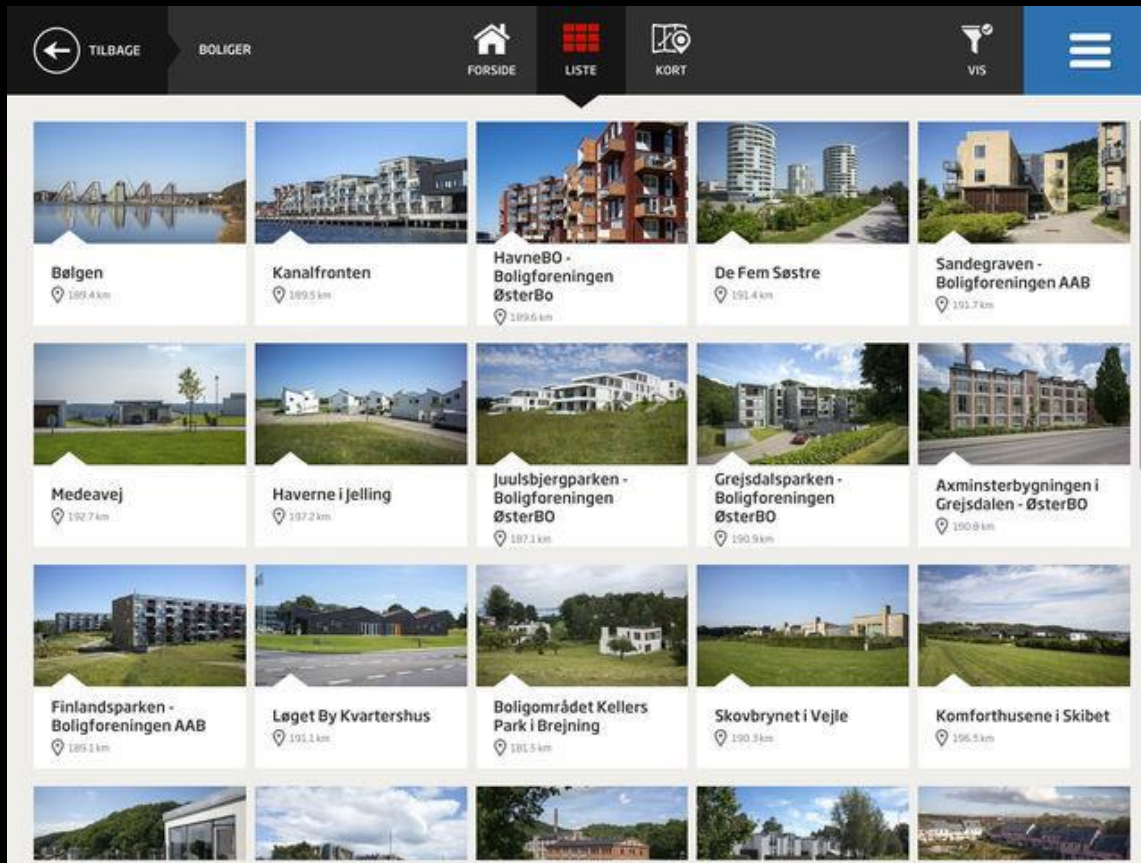 TILBAGE
BOLIGER
FORSIDE
LISTE
KORT
VIS
Bølgen
189.4 km
Kanalfronten
189.5 km
HavneBO -
Boligforeningen
ØsterBo
189.6 km
De Fem Søstre
191.4 km
Sandegraven -
Boligforeningen AAB
191.7 km
Medeavej
192.7 km
Haverne i Jelling
197.2 km
Juulsbjergparken -
Boligforeningen
ØsterBO
187.1 km
Grejsdalsparken -
Boligforeningen
ØsterBO
190.9 km
Axminsterbygningen i
Grejsdalen - ØsterBO
190.8 km
Finlandsparken -
Boligforeningen AAB
189.1 km
Løget By Kvartershus
191.1 km
Boligområdet Kellers
Park i Brejning
181.5 km
Skovbrynet i Vejle
190.3 km
Komforthusene i Skibet
196.5 km